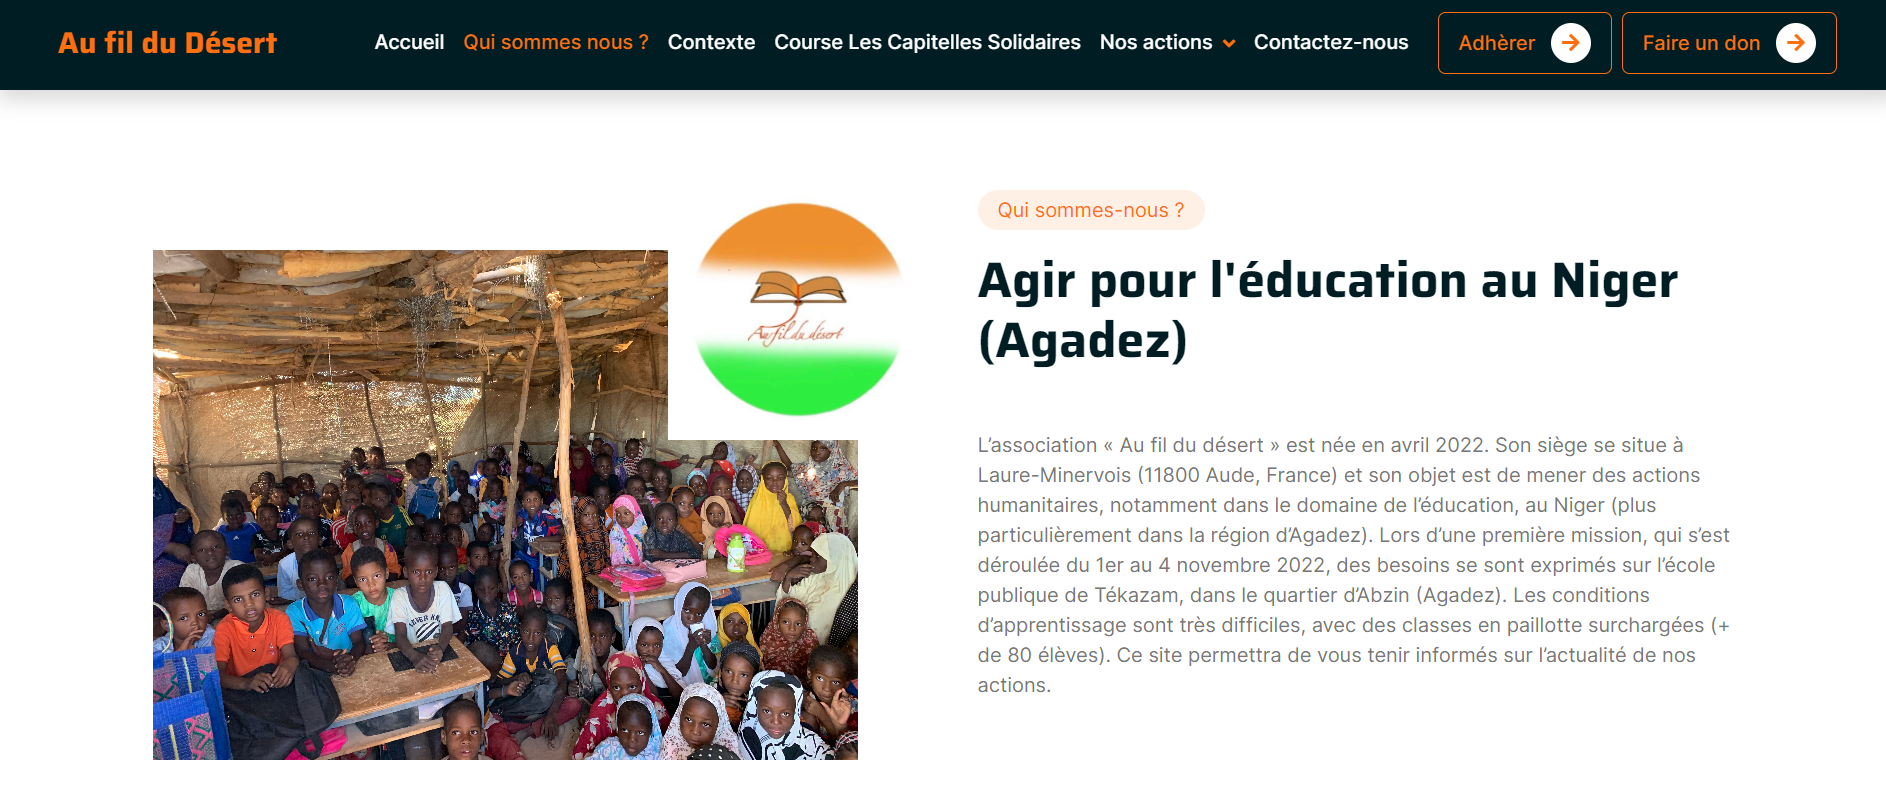 Au fil du Désert
Accueil
Qui sommes nous ?
Contexte
Course Les Capitelles Solidaires
Nos actions
Contactez-nous
Adhèrer
Faire un don
Au fil du désert
Qui sommes-nous ?
Agir pour l'éducation au Niger
(Agadez)
L’association « Au fil du désert » est née en avril 2022. Son siège se situe à
Laure-Minervois (11800 Aude, France) et son objet est de mener des actions
humanitaires, notamment dans le domaine de l’éducation, au Niger (plus
particulièrement dans la région d’Agadez). Lors d’une première mission, qui s’est
déroulée du 1er au 4 novembre 2022, des besoins se sont exprimés sur l’école
publique de Tékazam, dans le quartier d’Abzin (Agadez). Les conditions
d’apprentissage sont très difficiles, avec des classes en paillotte surchargées (+
de 80 élèves). Ce site permettra de vous tenir informés sur l’actualité de nos
actions.